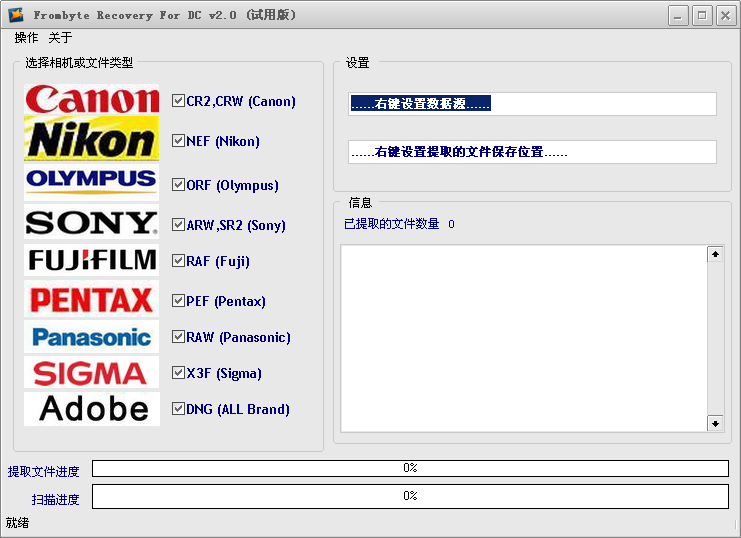 Frombyte Recovery For DC v2.0 (试用版)
操作 关于
选择相机或文件类型
Canon
CR2,CRW (Canon)
Nikon
NEF (Nikon)
OLYMPUS
ORF (Olympus)
SONY
ARW,SR2 (Sony)
FUJIFILM
RAF (Fuji)
PENTAX
PEF (Pentax)
Panasonic
RAW (Panasonic)
SIGMA
X3F (Sigma)
Adobe
DNG (ALL Brand)
设置
......右键设置数据源......
......右键设置提取的文件保存位置......
信息
已提取的文件数量 0
提取文件进度 0%
扫描进度 0%
就绪